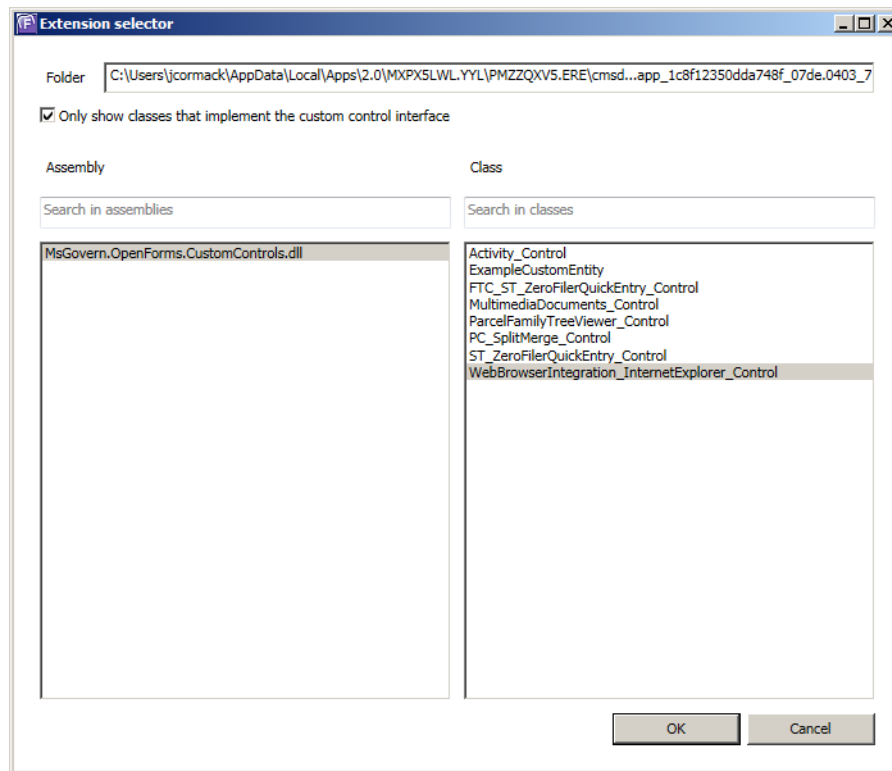 Extension selector
Folder C:\Users\jcormack\AppData\Local\Apps\2.0\MXPX5LWL.YYL\PMZZQXV5.ERE\cmsd...app_1c8f12350dda748f_07de.0403_7
Only show classes that implement the custom control interface
Assembly
Class
Search in assemblies
Search in classes
MsGovern.OpenForms.CustomControls.dll
Activity_Control
ExampleCustomEntity
FTC_ST_ZeroFilerQuickEntry_Control
MultimediaDocuments_Control
ParcelFamilyTreeViewer_Control
PC_SplitMerge_Control
ST_ZeroFilerQuickEntry_Control
WebBrowserIntegration_InternetExplorer_Control
OK
Cancel